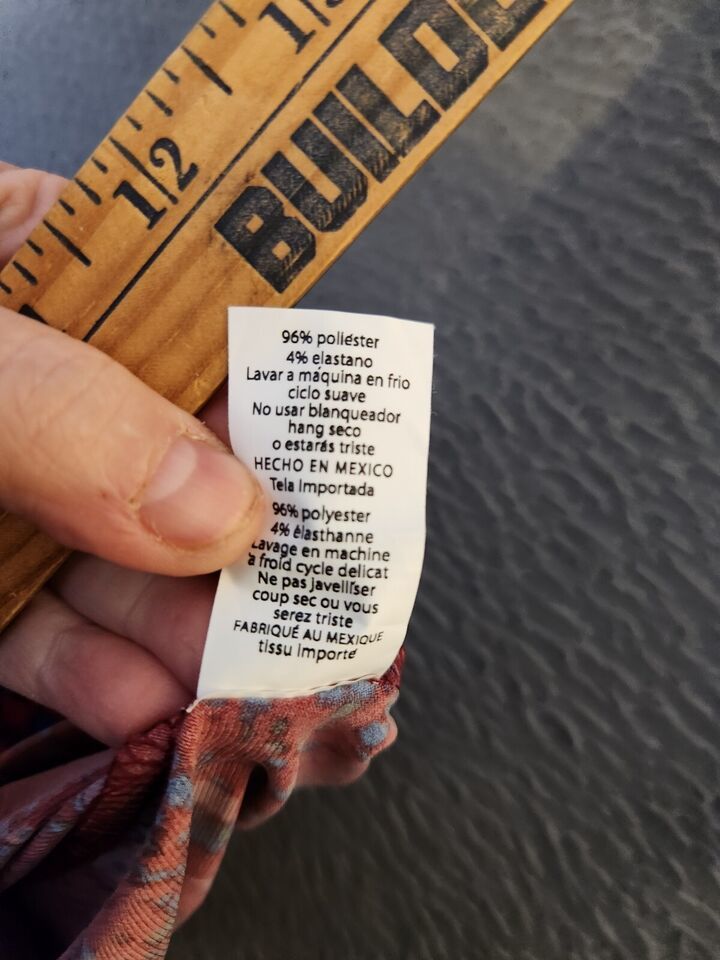 12
BUILDE
96% poliéster
4% elastano
Lavar a máquina en frio
ciclo suave
No usar blanqueador
hang seco
o estarás triste
HECHO EN MEXICO
Tela Importada
96% polyester
4% élasthanne
Lavage en machine
à froid cycle delicat
Ne pas javelliser
coup sec ou vous
serez triste
FABRIQUÉ AU MEXIQUE
tissu importé